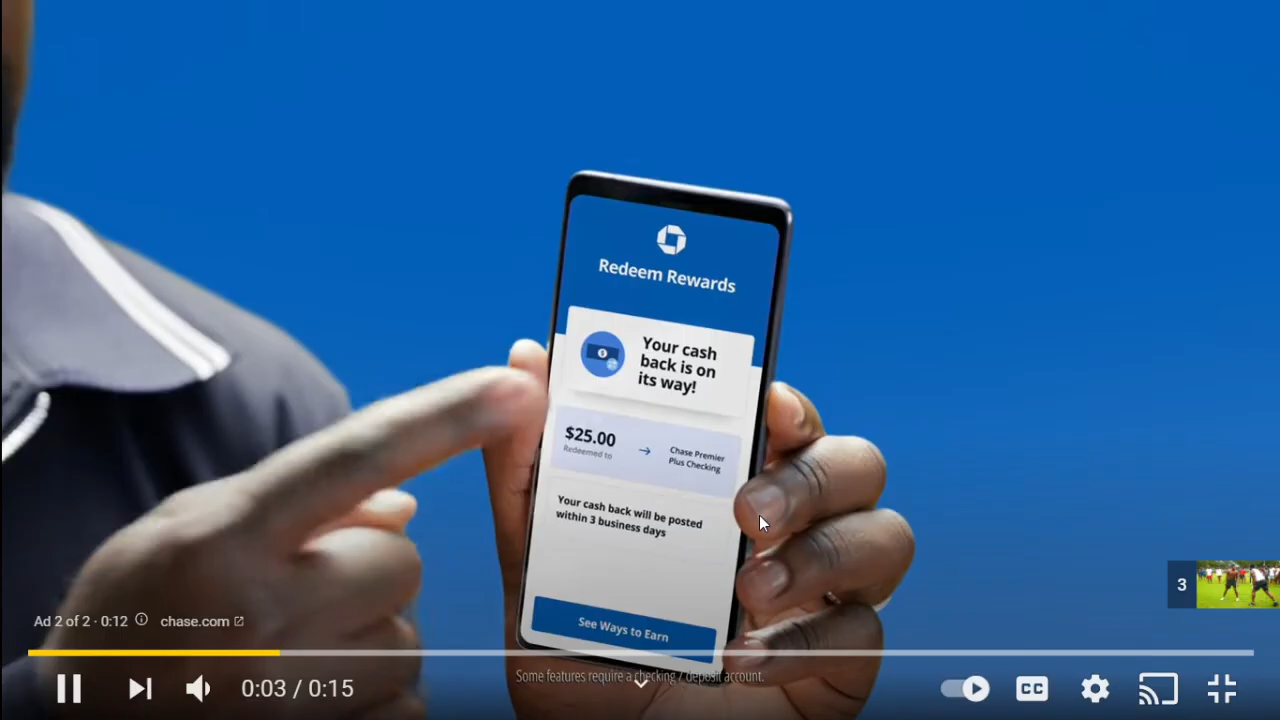 Redeem Rewards
Your cash
back is on
its way!
$25.00
Redeemed to
Chase Premier
Plus Checking
Your cash back will be posted
within 3 business days
See Ways to Earn
3
Ad 2 of 2 · 0:12
chase.com
Some features require a checking / deposit account.
0:03 / 0:15
CC